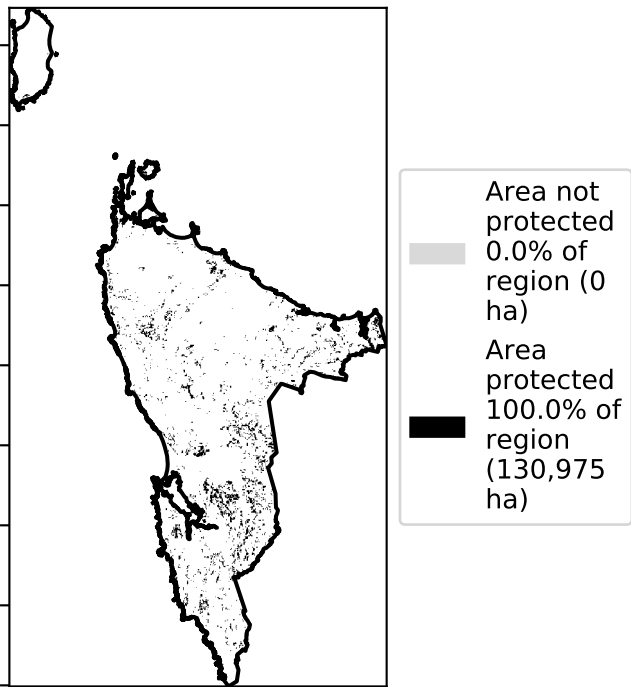 Area not
protected
0.0% of
region (0
ha)
Area
protected
100.0% of
region
(130,975
ha)